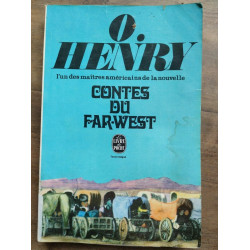 O.
HENRY
l'un des maîtres américains de la nouvelle
CONTES
DU
FAR-WEST
LE LIVRE
DE POCHE